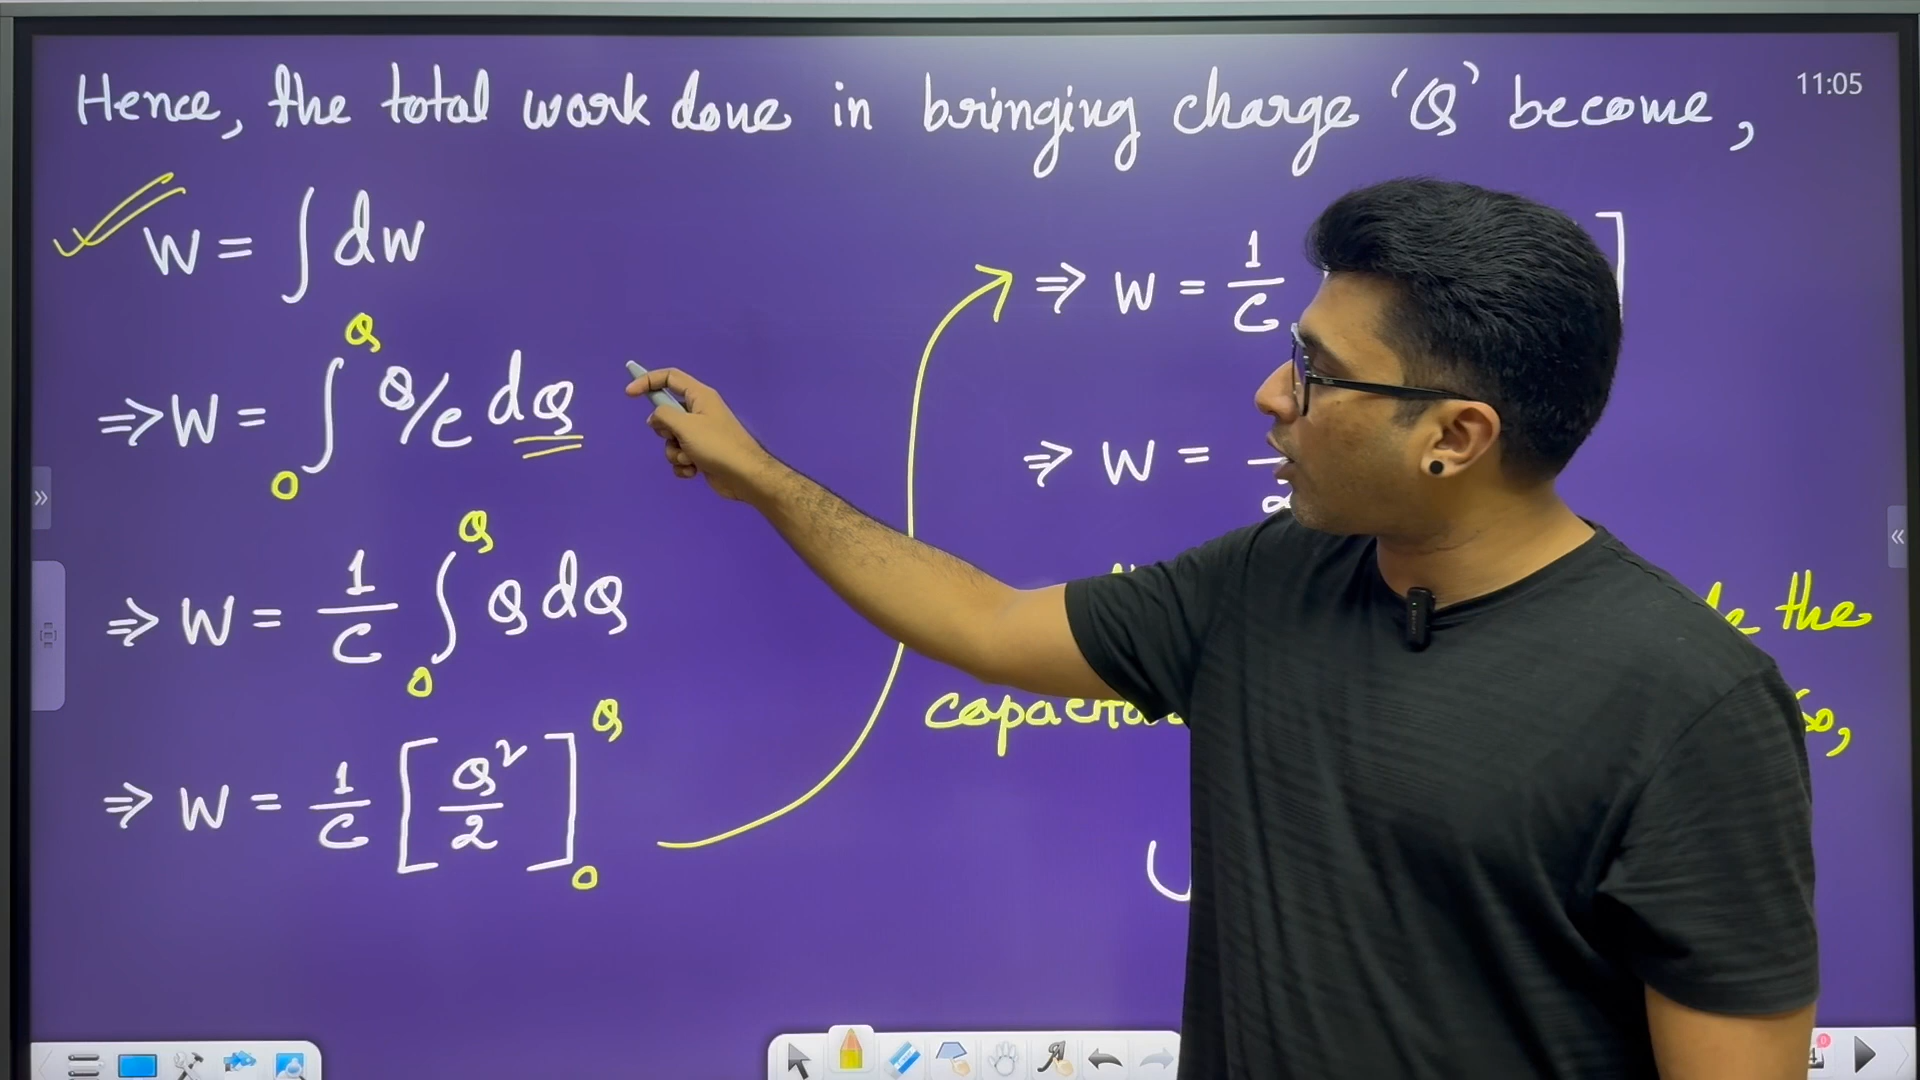 Hence, the total work done in bringing charge 'Q' become,
11:05
W = ∫ dw
⇒ W = ∫₀^Q Q/c dQ
⇒ W = 1/C ∫₀^Q Q dQ
⇒ W = 1/C [Q²/2]₀^Q
⇒ W = 1/C ]
⇒ W =
the
so,
U